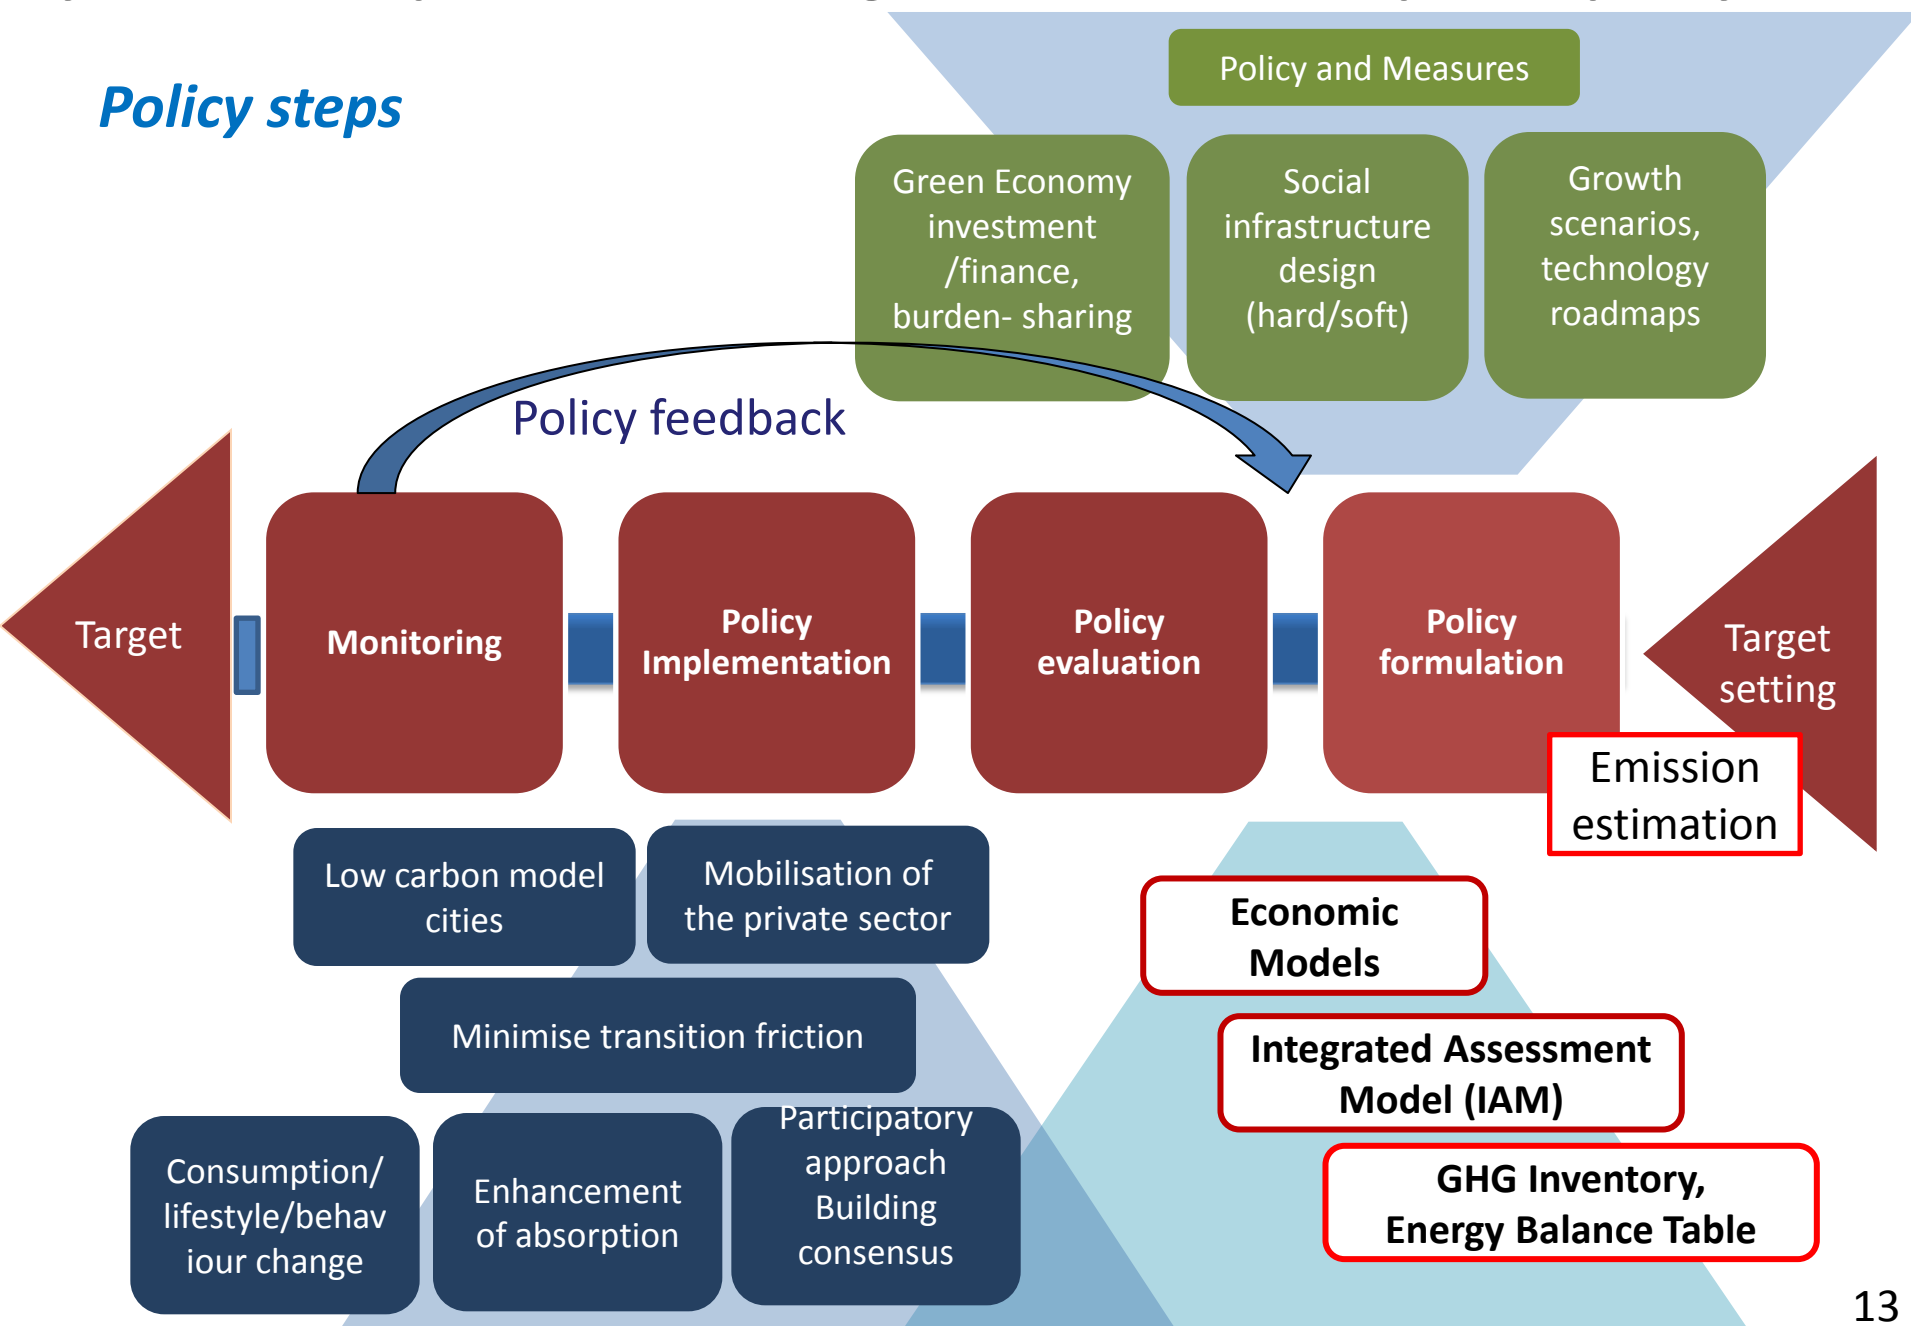 Policy steps
Policy and Measures
Green Economy
investment
/finance,
burden- sharing
Social
infrastructure
design
(hard/soft)
Growth
scenarios,
technology
roadmaps
Policy feedback
Target
Monitoring
Policy
Implementation
Policy
evaluation
Policy
formulation
Target
setting
Emission
estimation
Low carbon model
cities
Mobilisation of
the private sector
Minimise transition friction
Consumption/
lifestyle/behav
iour change
Enhancement
of absorption
Participatory
approach
Building
consensus
Economic
Models
Integrated Assessment
Model (IAM)
GHG Inventory,
Energy Balance Table
13